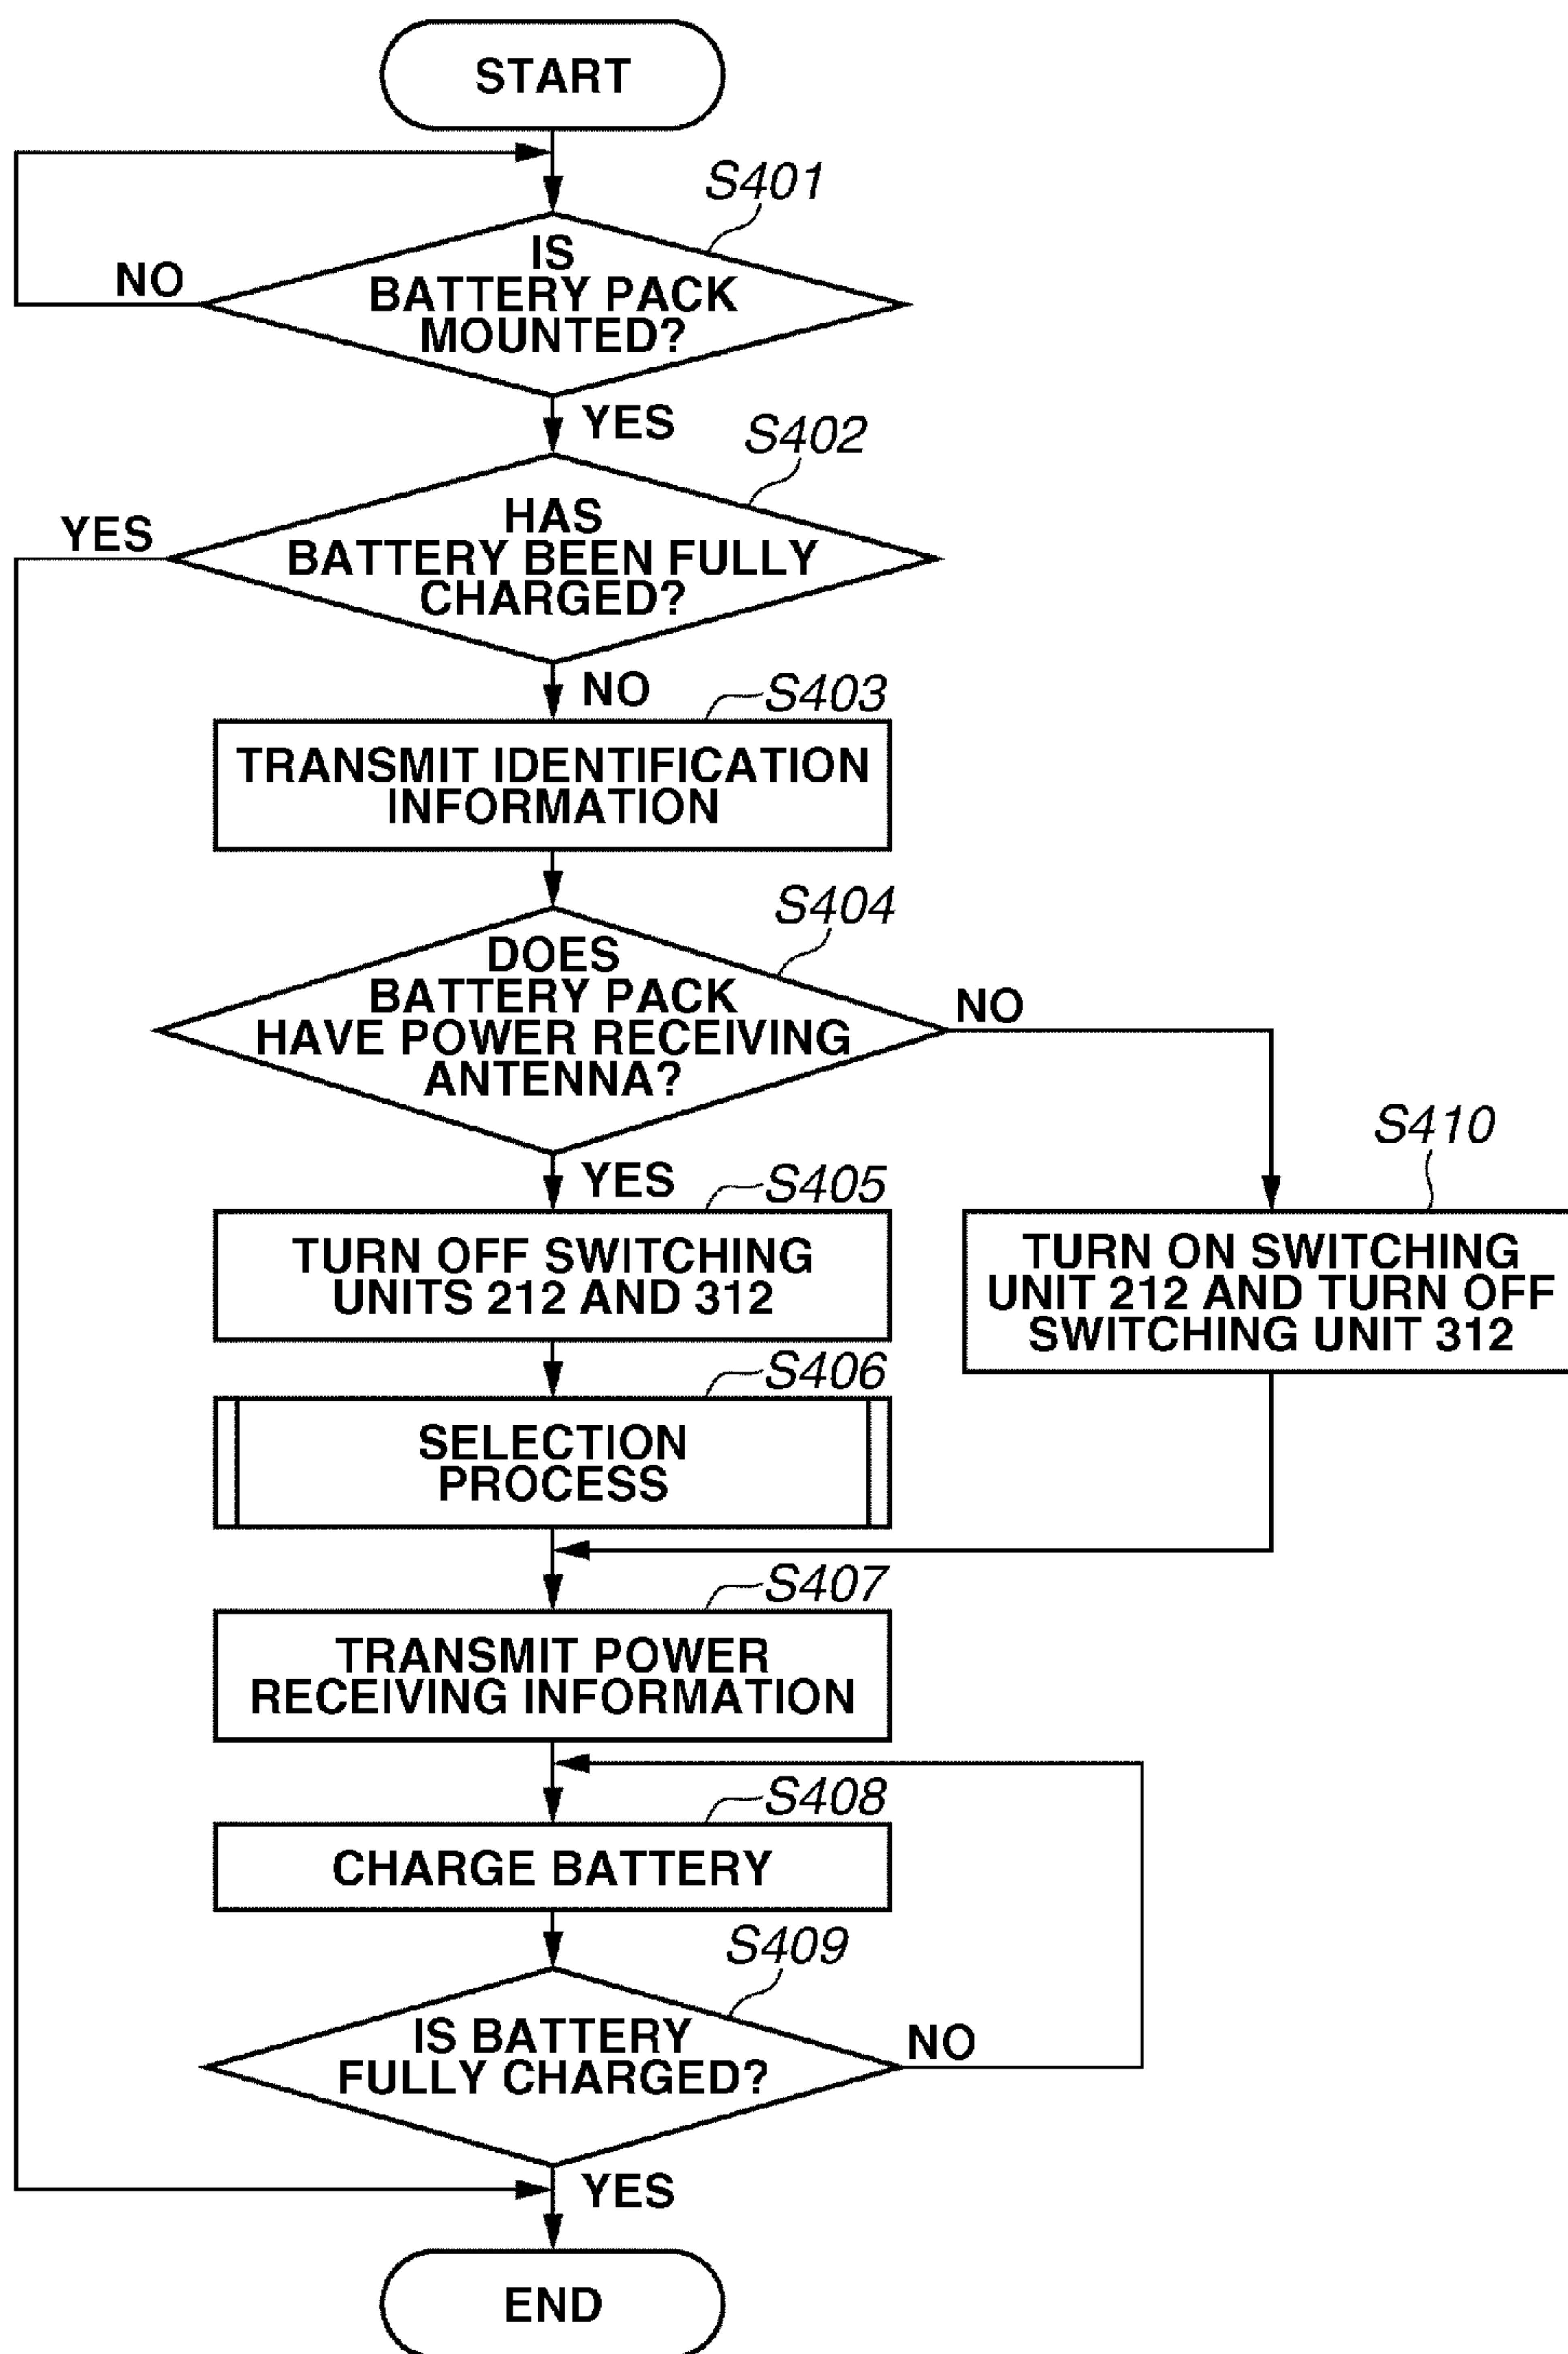 START
S401
IS
BATTERY PACK
MOUNTED?
NO
YES
S402
HAS
BATTERY BEEN FULLY
CHARGED?
YES
NO
S403
TRANSMIT IDENTIFICATION
INFORMATION
S404
DOES
BATTERY PACK
HAVE POWER RECEIVING
ANTENNA?
NO
YES
S405
TURN OFF SWITCHING
UNITS 212 AND 312
S410
TURN ON SWITCHING
UNIT 212 AND TURN OFF
SWITCHING UNIT 312
S406
SELECTION
PROCESS
S407
TRANSMIT POWER
RECEIVING INFORMATION
S408
CHARGE BATTERY
S409
IS BATTERY
FULLY CHARGED?
NO
YES
END